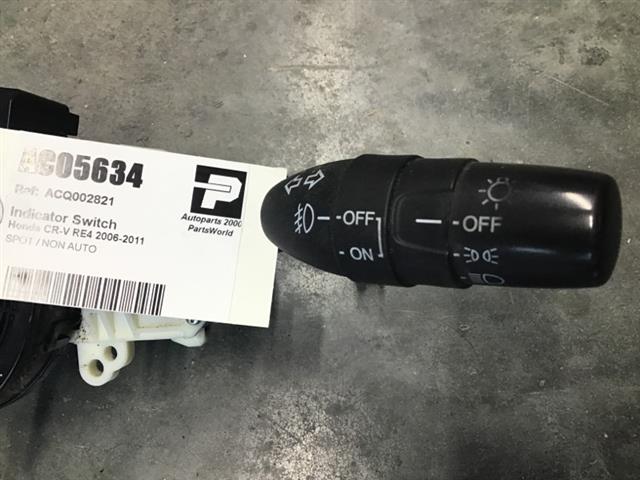 AC05634
Ref: ACQ002821
Indicator Switch
Honda CR-V RE4 2006-2011
SPOT / NON AUTO
P
Autoparts 2000
PartsWorld
OFF
ON
OFF